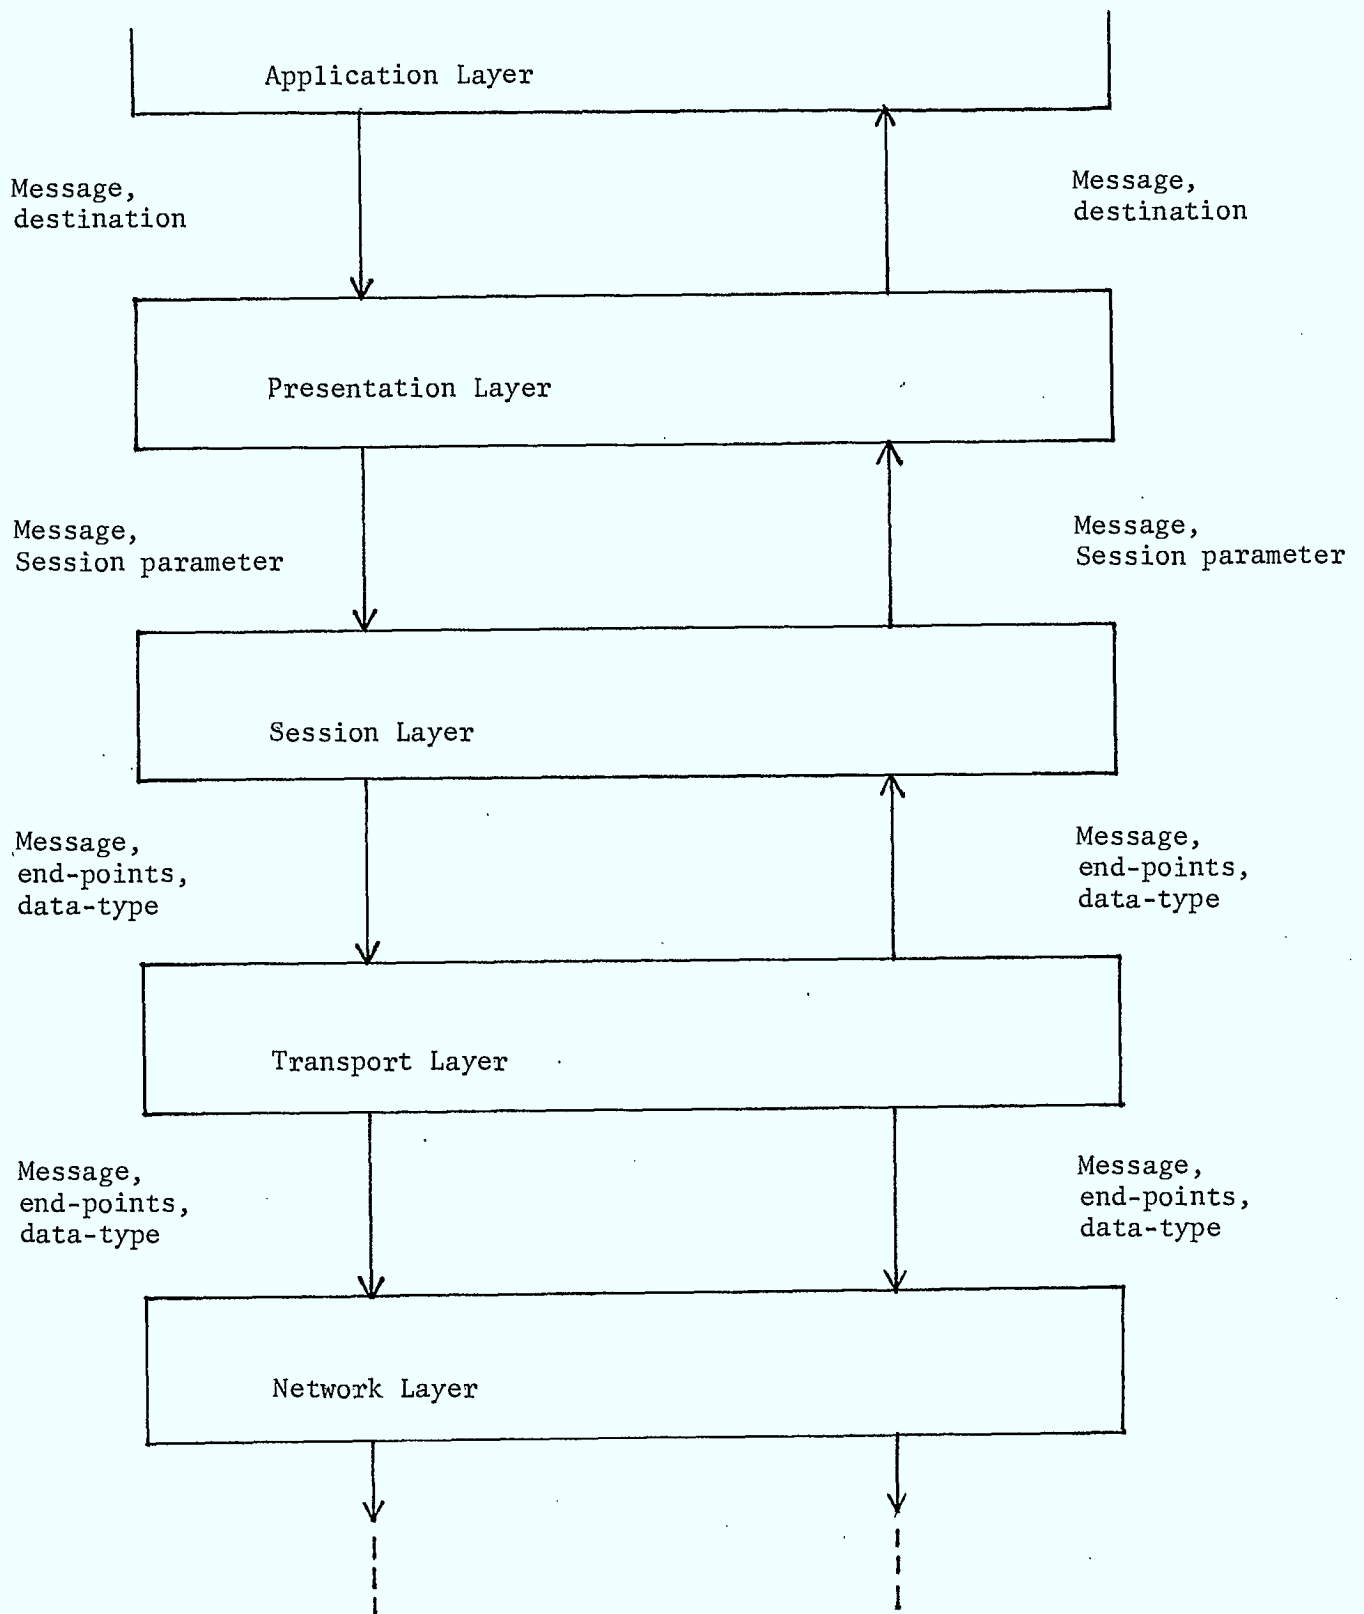 Application Layer
Message,
destination
Message,
destination
Presentation Layer
Message,
Session parameter
Message,
Session parameter
Session Layer
Message,
end-points,
data-type
Message,
end-points,
data-type
Transport Layer
Message,
end-points,
data-type
Message,
end-points,
data-type
Network Layer